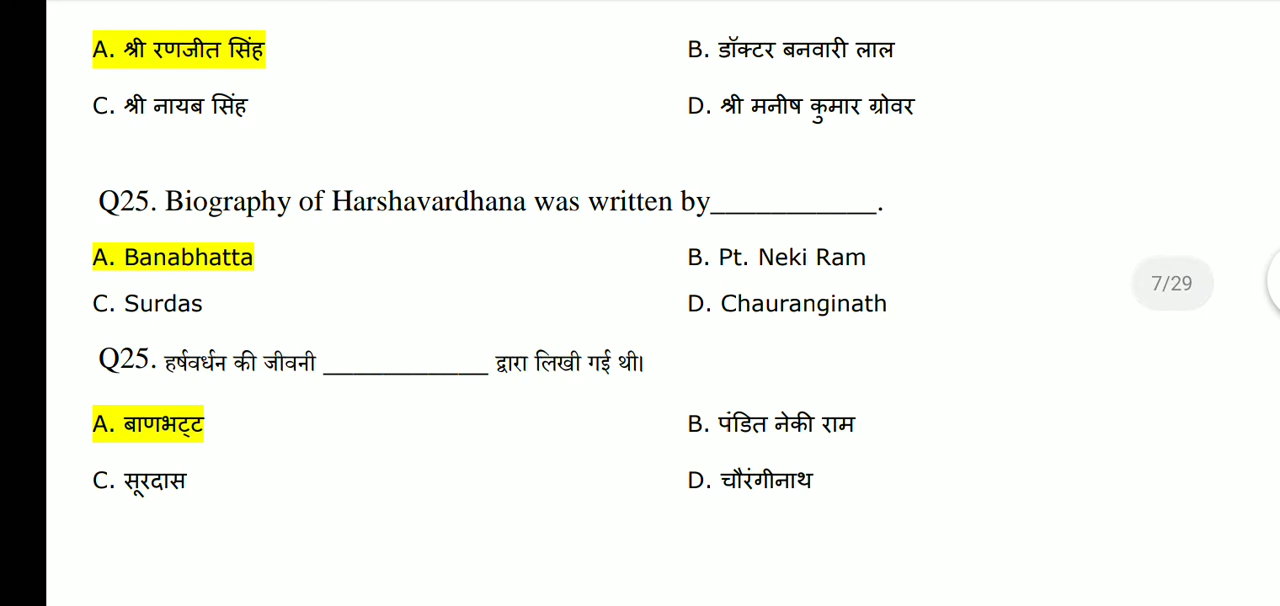 A. श्री रणजीत सिंह B. डॉक्टर बनवारी लाल
C. श्री नायब सिंह D. श्री मनीष कुमार ग्रोवर
Q25. Biography of Harshavardhana was written by____________.
A. Banabhatta B. Pt. Neki Ram
7/29
C. Surdas D. Chauranginath
Q25. हर्षवर्धन की जीवनी ____________ द्वारा लिखी गई थी।
A. बाणभट्ट B. पंडित नेकी राम
C. सूरदास D. चौरंगीनाथ